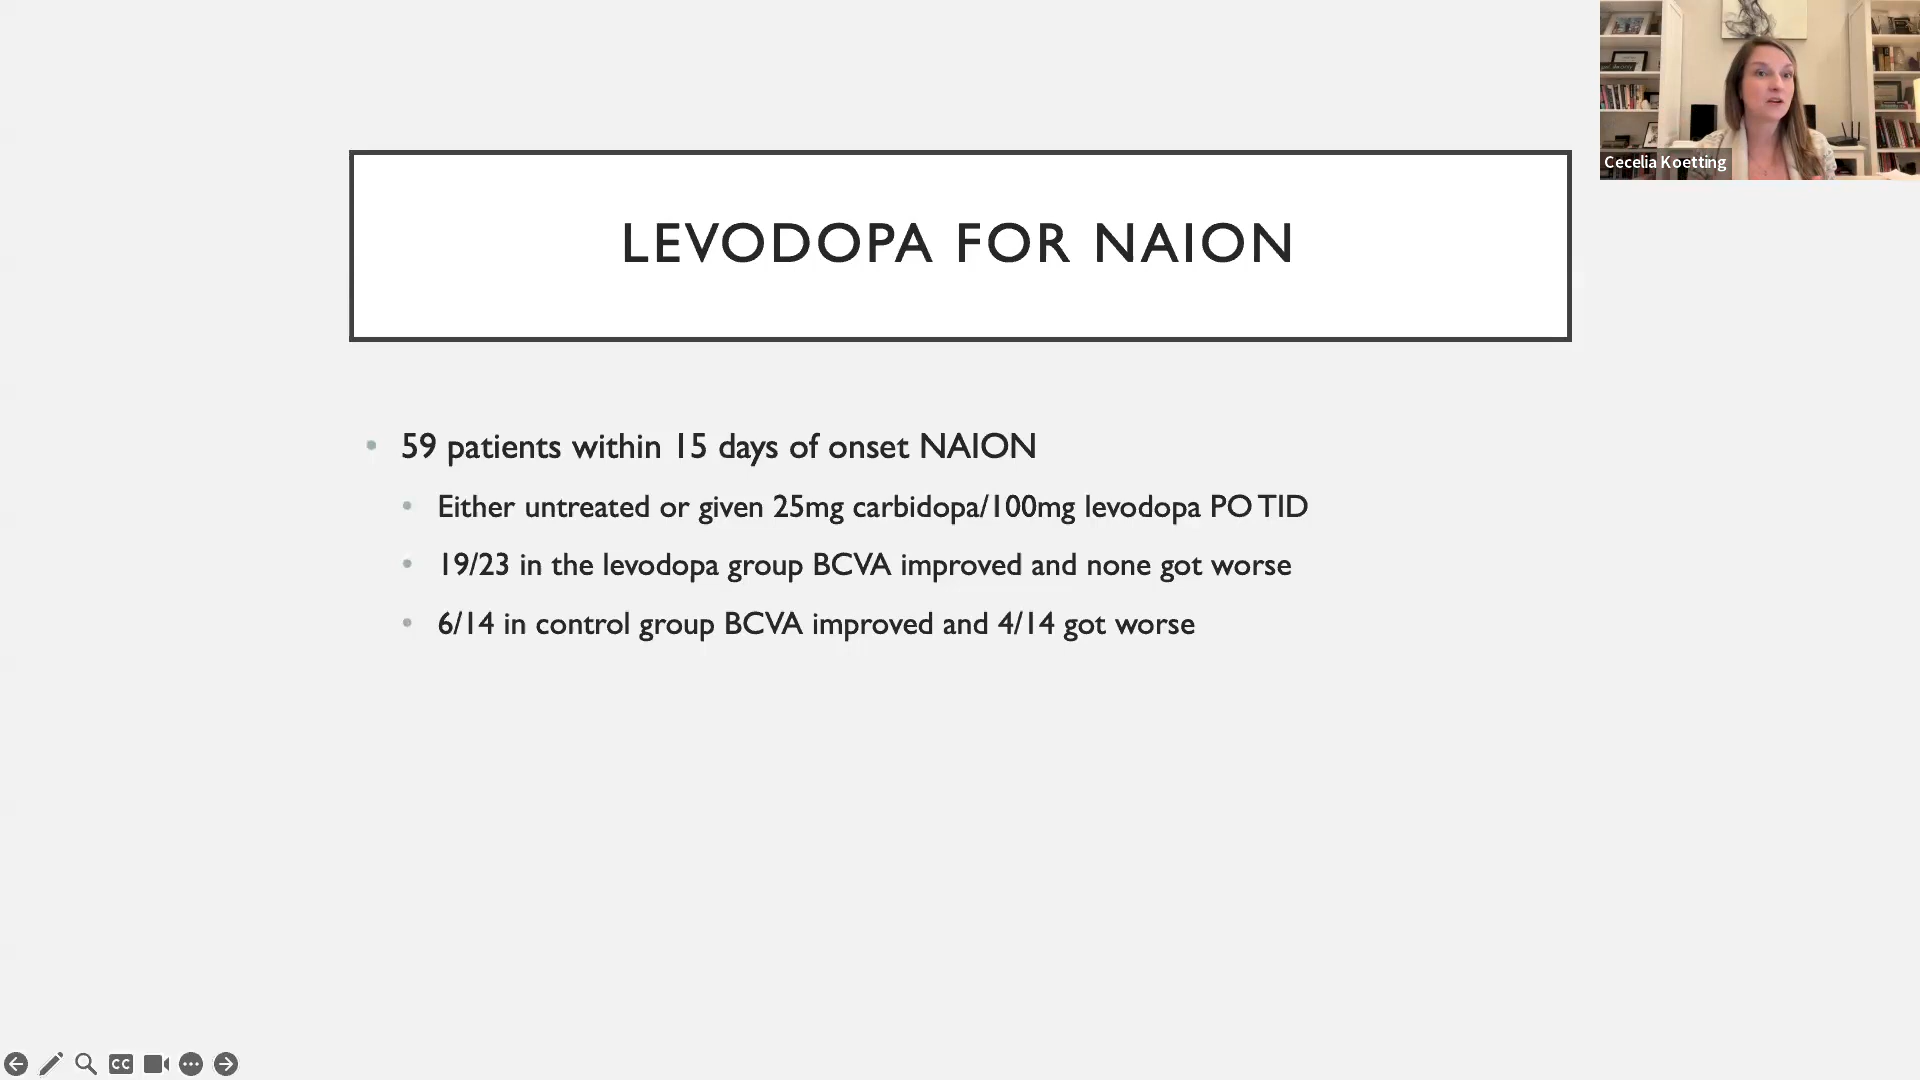 Cecelia Koetting
LEVODOPA FOR NAION
• 59 patients within 15 days of onset NAION
• Either untreated or given 25mg carbidopa/100mg levodopa PO TID
• 19/23 in the levodopa group BCVA improved and none got worse
• 6/14 in control group BCVA improved and 4/14 got worse
CC